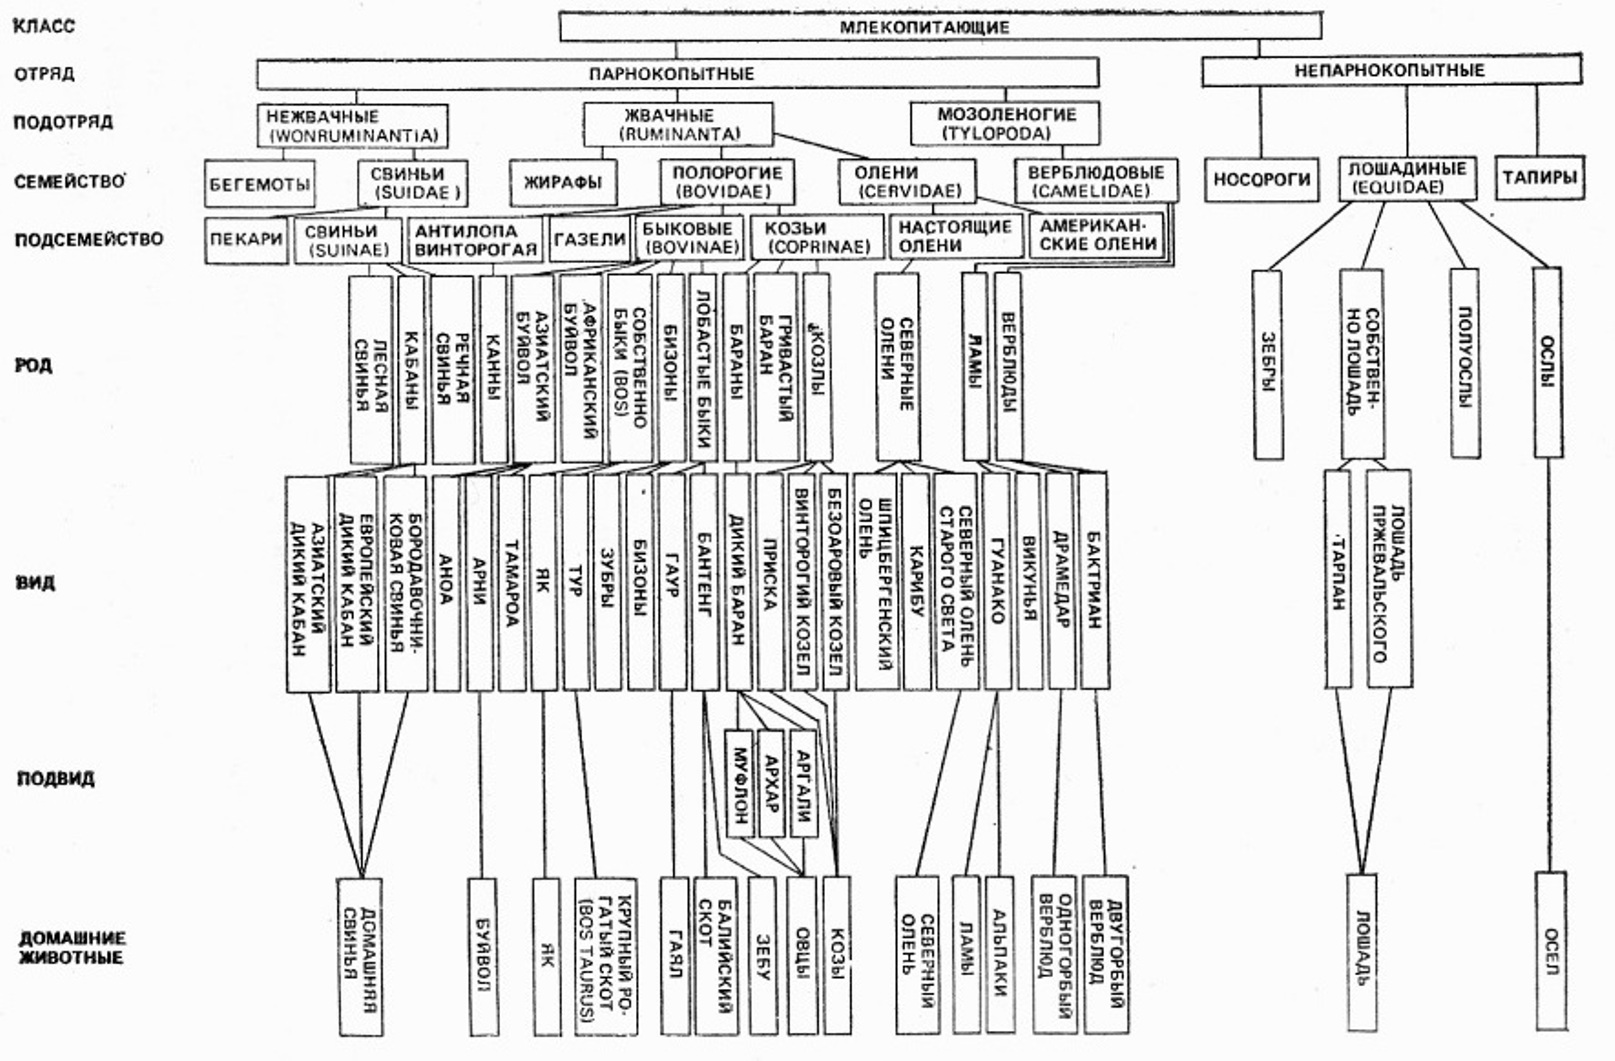 КЛАСС
МЛЕКОПИТАЮЩИЕ
ОТРЯД
ПАРНОКОПЫТНЫЕ
НЕПАРНОКОПЫТНЫЕ
ПОДОТРЯД
НЕЖВАЧНЫЕ
(WONRUMINANTIA)
ЖВАЧНЫЕ
(RUMINANTA)
МОЗОЛЕНОГИЕ
(TYLOPODA)
СЕМЕЙСТВО
БЕГЕМОТЫ
СВИНЬИ
(SUIDAE)
ЖИРАФЫ
ПОЛОРОГИЕ
(BOVIDAE)
ОЛЕНИ
(CERVIDAE)
ВЕРБЛЮДОВЫЕ
(CAMELIDAE)
НОСОРОГИ
ЛОШАДИНЫЕ
(EQUIDAE)
ТАПИРЫ
ПОДСЕМЕЙСТВО
ПЕКАРИ
СВИНЬИ
(SUINAE)
АНТИЛОПА
ВИНТОРОГАЯ
ГАЗЕЛИ
БЫКОВЫЕ
(BOVINAE)
КОЗЬИ
(COPRINAE)
НАСТОЯЩИЕ
ОЛЕНИ
АМЕРИКАН-
СКИЕ ОЛЕНИ
РОД
ЛЕСНАЯ
СВИНЬЯ
КАБАНЫ
РЕЧНАЯ
СВИНЬЯ
КАННЫ
АЗИАТСКИЙ
БУЙВОЛ
АФРИКАНСКИЙ
БУЙВОЛ
СОБСТВЕННО
БЫКИ (BOS)
БИЗОНЫ
ЛОБАСТЫЕ БЫКИ
БАРАНЫ
ГРИВАСТЫЙ
БАРАН
КОЗЛЫ
СЕВЕРНЫЕ
ОЛЕНИ
ЛАМЫ
ВЕРБЛЮДЫ
ЗЕБРЫ
СОБСТВЕН-
НО ЛОШАДЬ
ПОЛУОСЛЫ
ОСЛЫ
ВИД
АЗИАТСКИЙ
ДИКИЙ КАБАН
ЕВРОПЕЙСКИЙ
ДИКИЙ КАБАН
БОРОДАВОЧНИ-
КОВАЯ СВИНЬЯ
АНОА
АРНИ
ТАМАРОА
ЯК
ТУР
ЗУБРЫ
БИЗОНЫ
ГАУР
БАНТЕНГ
ДИКИЙ БАРАН
ПРИСКА
ВИНТОРОГИЙ КОЗЕЛ
БЕЗОАРОВЫЙ КОЗЕЛ
ШПИЦБЕРГЕНСКИЙ
ОЛЕНЬ
КАРИБУ
СЕВЕРНЫЙ ОЛЕНЬ
СТАРОГО СВЕТА
ГУАНАКО
ВИКУНЬЯ
ДРАМЕДАР
БАКТРИАН
ТАРПАН
ЛОШАДЬ
ПРЖЕВАЛЬСКОГО
ПОДВИД
МУФЛОН
АРХАР
АРГАЛИ
ДОМАШНИЕ
ЖИВОТНЫЕ
ДОМАШНЯЯ
СВИНЬЯ
БУЙВОЛ
ЯК
КРУПНЫЙ РО-
ГАТЫЙ СКОТ
(BOS TAURUS)
ГАЯЛ
БАЛИЙСКИЙ
СКОТ
ЗЕБУ
ОВЦЫ
КОЗЫ
СЕВЕРНЫЙ
ОЛЕНЬ
ЛАМЫ
АЛЬПАКИ
ОДНОГОРБЫЙ
ВЕРБЛЮД
ДВУГОРБЫЙ
ВЕРБЛЮД
ЛОШАДЬ
ОСЕЛ